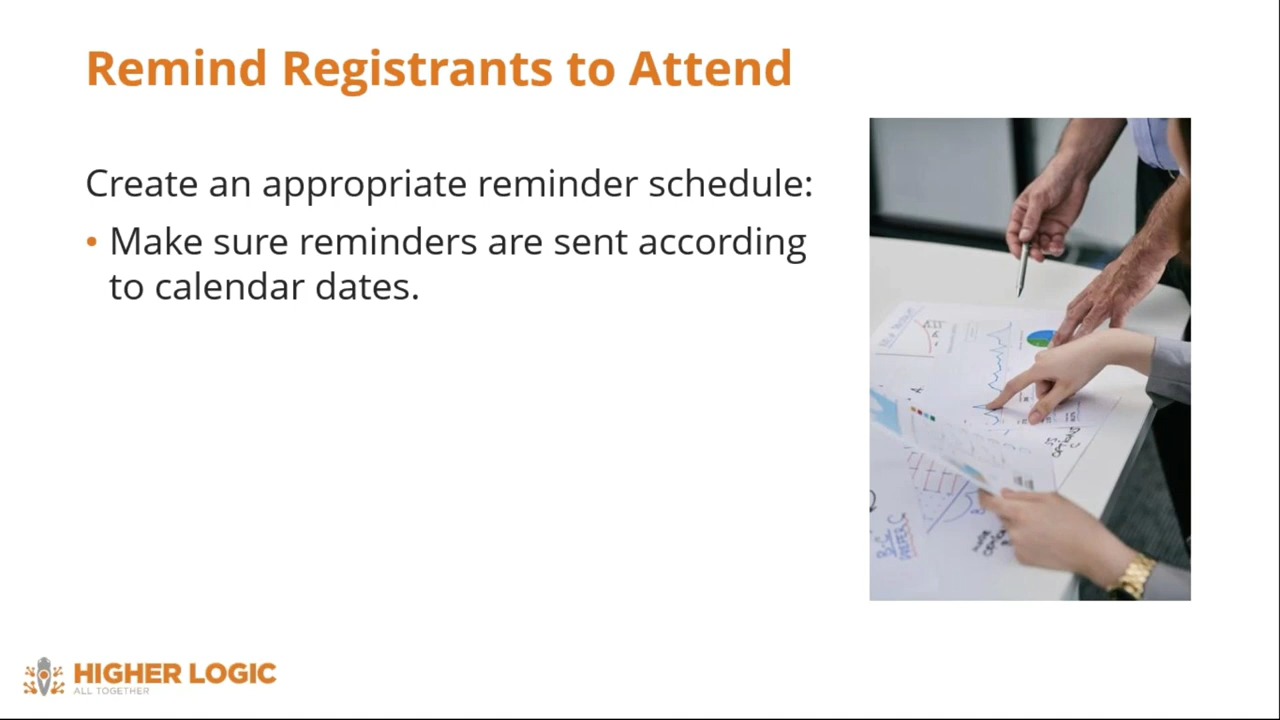 Remind Registrants to Attend
Create an appropriate reminder schedule:
• Make sure reminders are sent according
to calendar dates.
HIGHER LOGIC
ALL TOGETHER